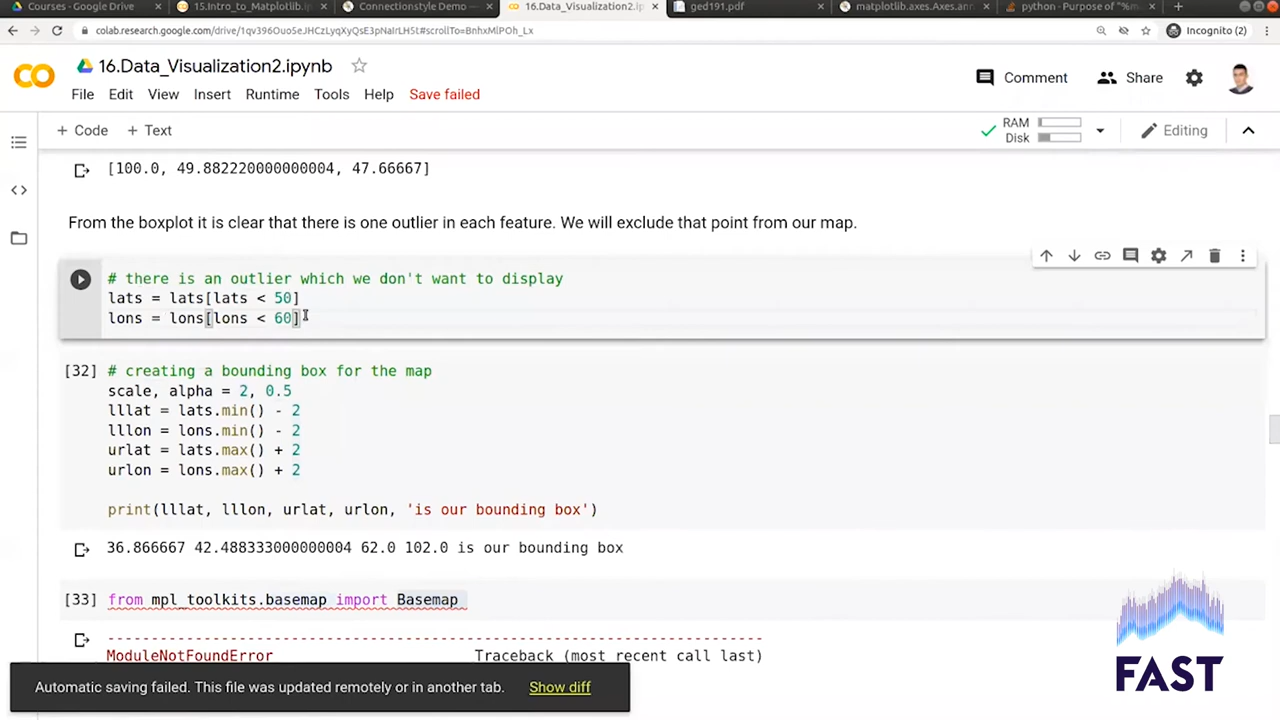 Courses - Google Drive
15.Intro_to_Matplotlib.i
Connectionstyle Demo —
16.Data_Visualization2.i
ged191.pdf
matplotlib.axes.Axes.ann
python - Purpose of "%m
colab.research.google.com/drive/1qv396Ouo5eJHCzLyqXyQsE3pNaIrLH5t#scrollTo=BnhxMlPOh_Lx
Incognito (2)
CO
16.Data_Visualization2.ipynb
Comment
Share
File Edit View Insert Runtime Tools Help Save failed
+ Code + Text
RAM
Disk
Editing
[100.0, 49.882220000000004, 47.66667]
From the boxplot it is clear that there is one outlier in each feature. We will exclude that point from our map.
# there is an outlier which we don't want to display
lats = lats[lats < 50]
lons = lons[lons < 60]
[32] # creating a bounding box for the map
scale, alpha = 2, 0.5
lllat = lats.min() - 2
lllon = lons.min() - 2
urlat = lats.max() + 2
urlon = lons.max() + 2
print(lllat, lllon, urlat, urlon, 'is our bounding box')
36.866667 42.488333000000004 62.0 102.0 is our bounding box
[33] from mpl_toolkits.basemap import Basemap
---------------------------------------------------------------------------
ModuleNotFoundError Traceback (most recent call last)
Automatic saving failed. This file was updated remotely or in another tab. Show diff
FAST